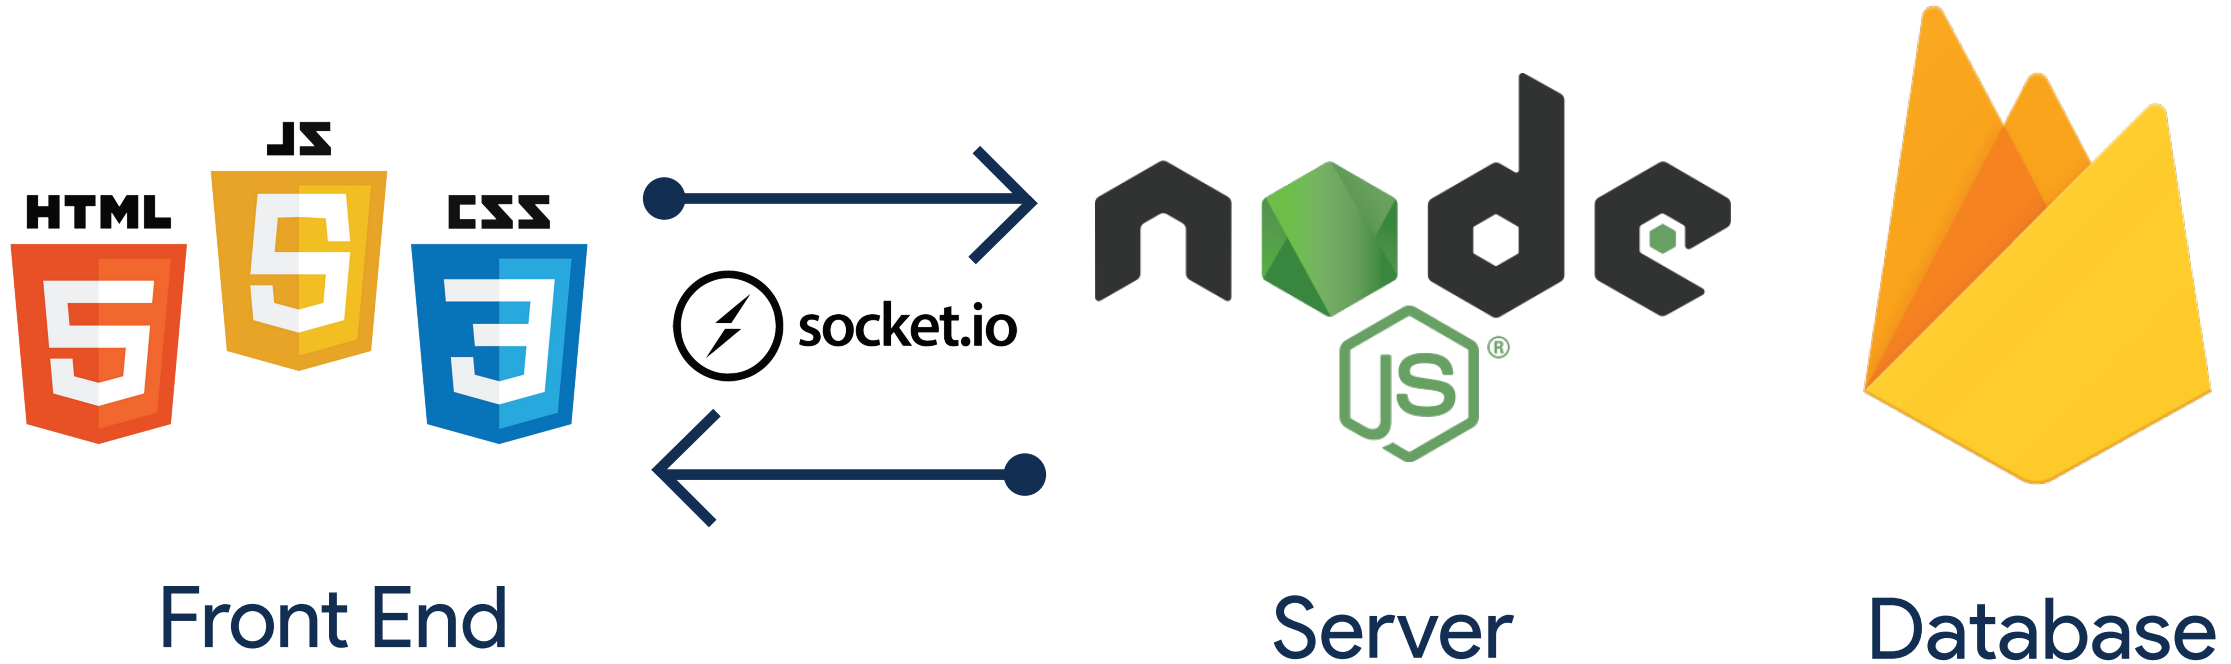 HTML
5
JS
5
CSS
3
socket.io
node
JS®
Front End
Server
Database